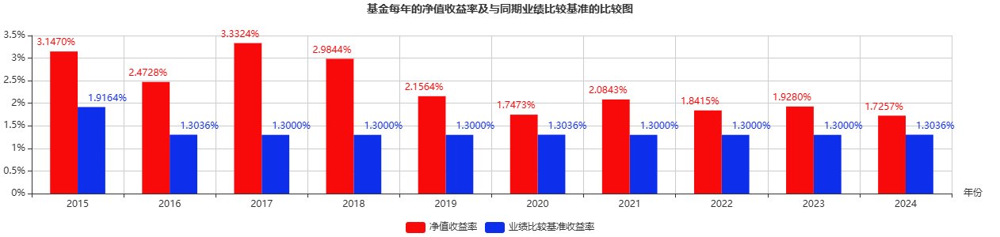 基金每年的净值收益率及与同期业绩比较基准的比较图
3.5%
3%
2.5%
2%
1.5%
1%
0.5%
0%
3.1470% 2.4728% 3.3324% 2.9844% 2.1564% 1.7473% 2.0843% 1.8415% 1.9280% 1.7257%
1.9164% 1.3036% 1.3000% 1.3000% 1.3000% 1.3036% 1.3000% 1.3000% 1.3000% 1.3036%
2015 2016 2017 2018 2019 2020 2021 2022 2023 2024
年份
净值收益率 业绩比较基准收益率